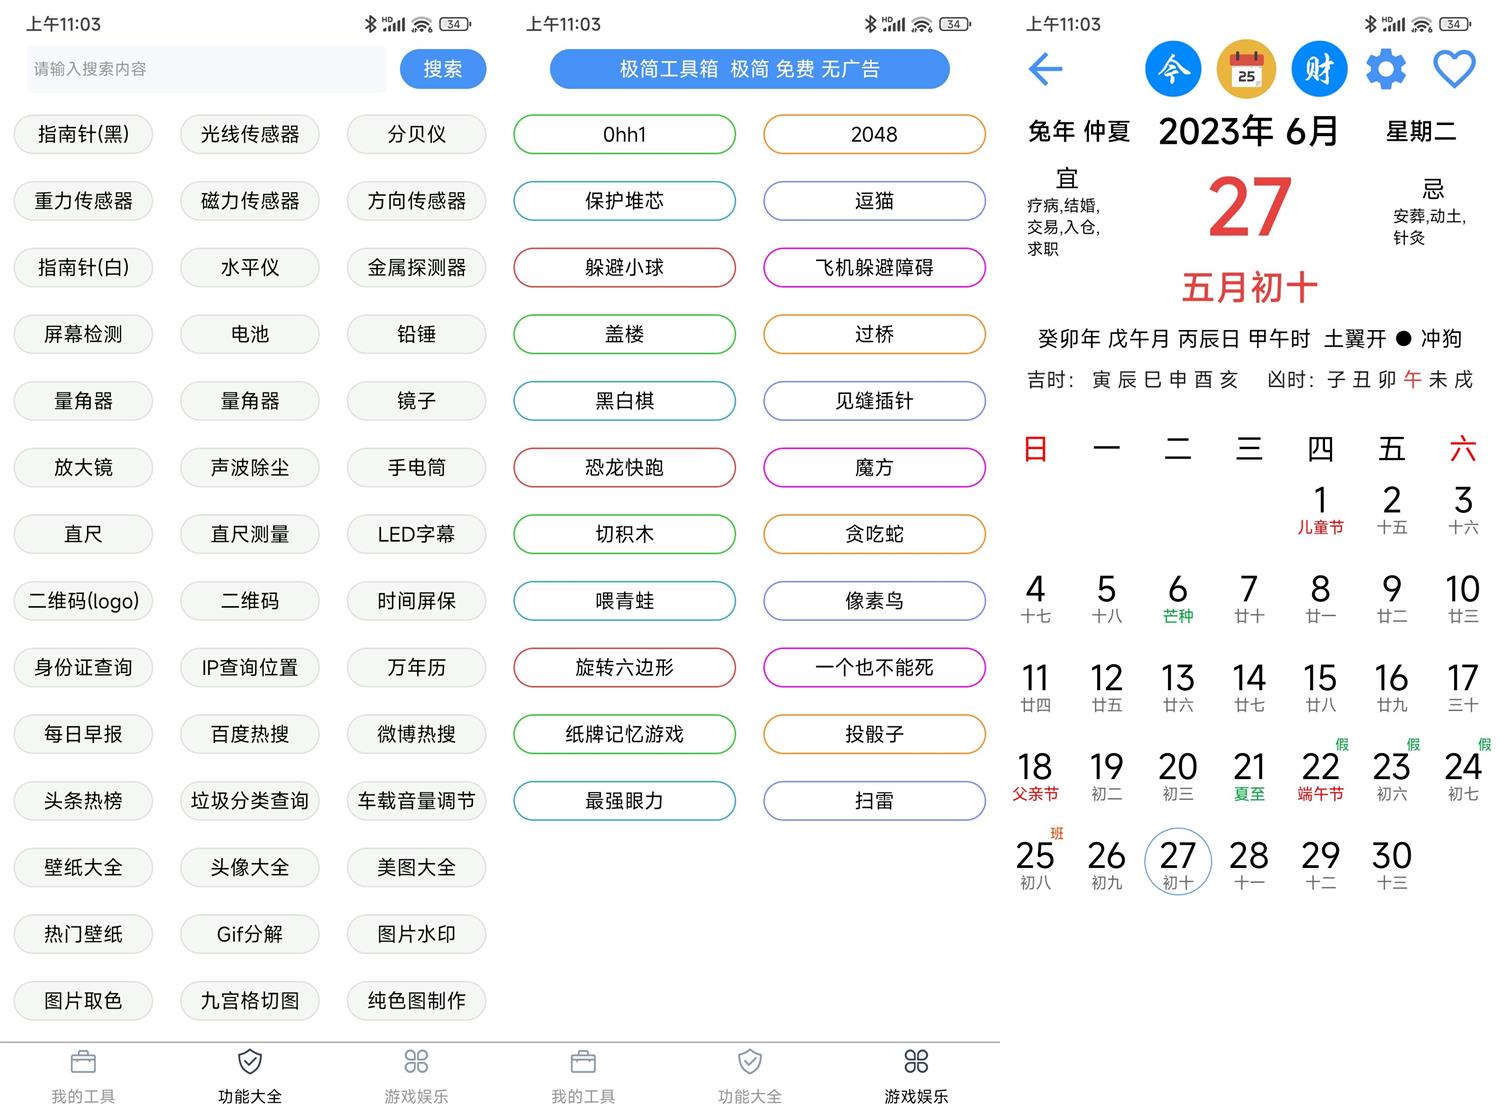 上午11:03
HD
34
请输入搜索内容
搜索
指南针(黑)
光线传感器
分贝仪
重力传感器
磁力传感器
方向传感器
指南针(白)
水平仪
金属探测器
屏幕检测
电池
铅锤
量角器
量角器
镜子
放大镜
声波除尘
手电筒
直尺
直尺测量
LED字幕
二维码(logo)
二维码
时间屏保
身份证查询
IP查询位置
万年历
每日早报
百度热搜
微博热搜
头条热榜
垃圾分类查询
车载音量调节
壁纸大全
头像大全
美图大全
热门壁纸
Gif分解
图片水印
图片取色
九宫格切图
纯色图制作
我的工具
功能大全
游戏娱乐
上午11:03
HD
34
极简工具箱 极简 免费 无广告
0hh1
2048
保护堆芯
逗猫
躲避小球
飞机躲避障碍
盖楼
过桥
黑白棋
见缝插针
恐龙快跑
魔方
切积木
贪吃蛇
喂青蛙
像素鸟
旋转六边形
一个也不能死
纸牌记忆游戏
投骰子
最强眼力
扫雷
我的工具
功能大全
游戏娱乐
上午11:03
HD
34
今
25
财
兔年 仲夏
2023年 6月
星期二
宜
疗病,结婚,
交易,入仓,
求职
27
忌
安葬,动土,
针灸
五月初十
癸卯年 戊午月 丙辰日 甲午时 土翼开 ● 冲狗
吉时: 寅 辰 巳 申 酉 亥 凶时: 子 丑 卯 午 未 戌
日 一 二 三 四 五 六
1 2 3
儿童节 十五 十六
4 5 6 7 8 9 10
十七 十八 芒种 廿十 廿一 廿二 廿三
11 12 13 14 15 16 17
廿四 廿五 廿六 廿七 廿八 廿九 三十
假 假 假
18 19 20 21 22 23 24
父亲节 初二 初三 夏至 端午节 初六 初七
班
25 26 27 28 29 30
初八 初九 初十 十一 十二 十三